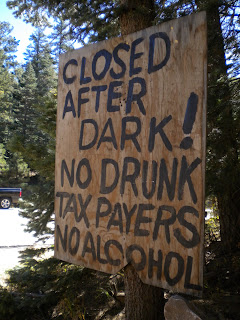 CLOSED
AFTER
DARK!
NO DRUNK
TAX PAYERS
NO ALCOHOL